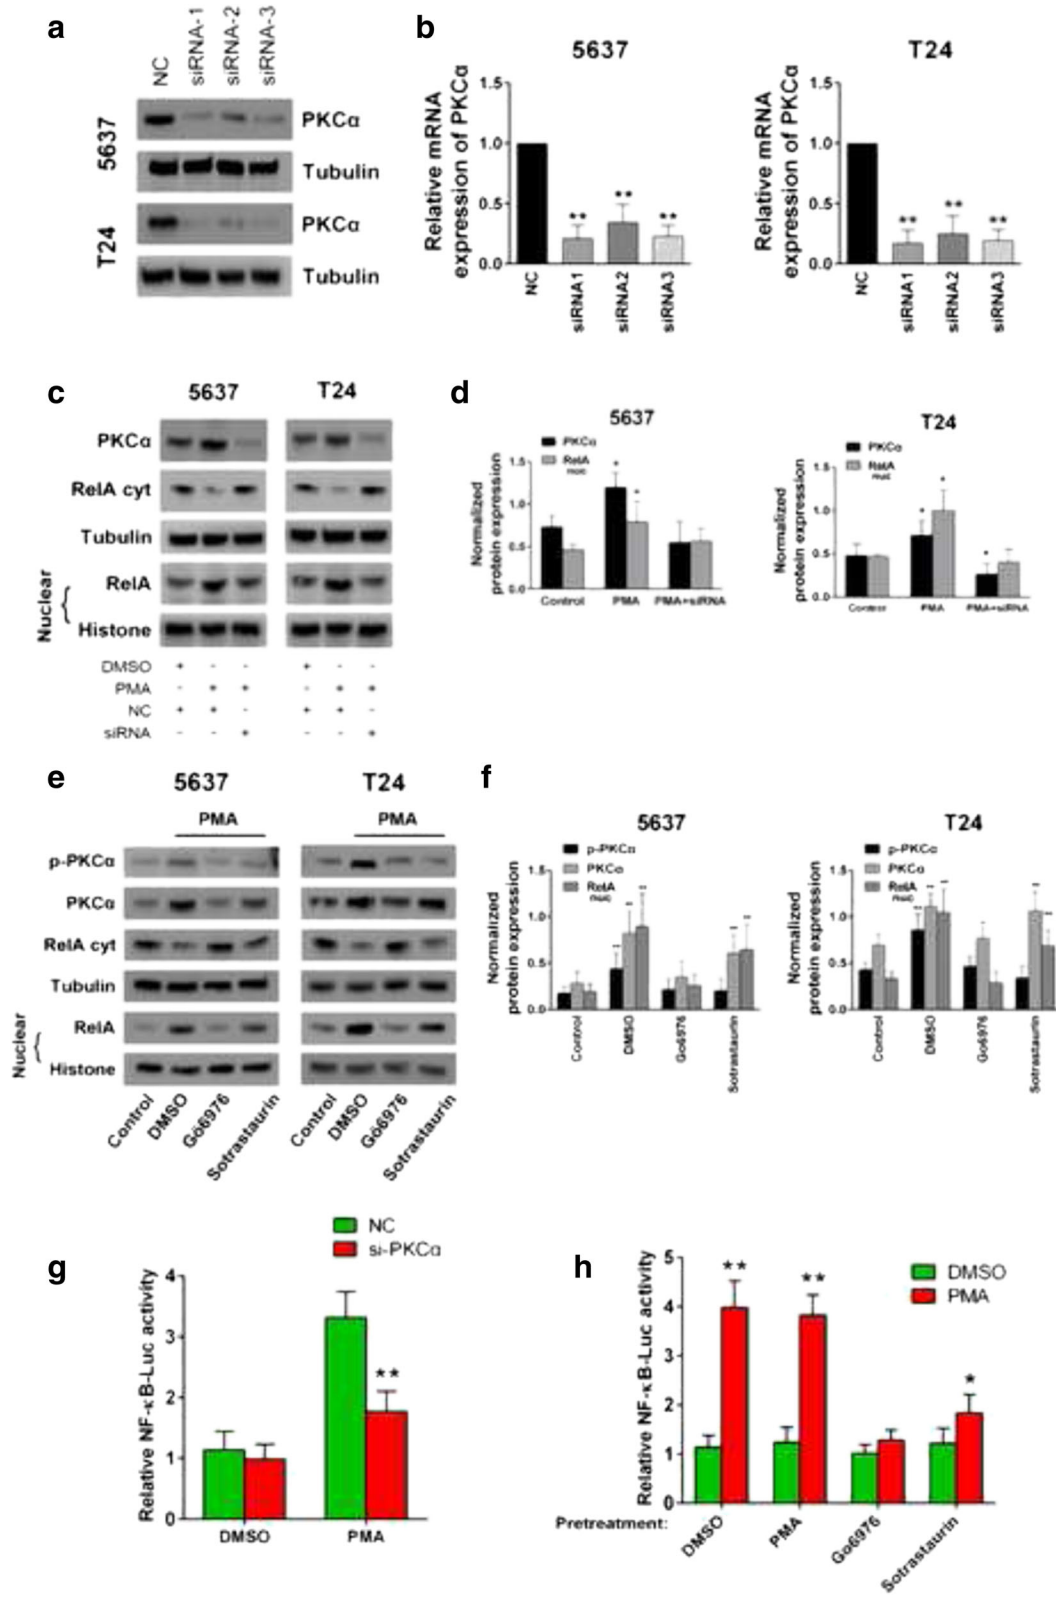 a
NC
siRNA-1
siRNA-2
siRNA-3
5637
PKCα
Tubulin
T24
PKCα
Tubulin
b
5637
Relative mRNA
expression of PKCα
1.5
1.0
0.5
0.0
** ** **
NC
siRNA1
siRNA2
siRNA3
T24
Relative mRNA
expression of PKCα
1.5
1.0
0.5
0.0
** ** **
NC
siRNA1
siRNA2
siRNA3
c
5637 T24
PKCα
RelA cyt
Tubulin
Nuclear
RelA
Histone
DMSO + - - + - -
PMA - + + - + +
NC + + - + + -
siRNA - - + - - +
d
5637
PKCα
RelA
nucl
Normalized
protein expression
1.5
1.0
0.5
0.0
* *
Control PMA PMA+siRNA
T24
PKCα
RelA
nucl
Normalized
protein expression
1.5
1.0
0.5
0.0
* * *
Control PMA PMA+siRNA
e
5637 T24
PMA PMA
p-PKCα
PKCα
RelA cyt
Tubulin
Nuclear
RelA
Histone
Control
DMSO
Gö6976
Sotrastaurin
Control
DMSO
Gö6976
Sotrastaurin
f
5637
p-PKCα
PKCα
RelA
nucl
Normalized
protein expression
1.5
1.0
0.5
0.0
** ** ** ** **
Control
DMSO
Go6976
Sotrastaurin
T24
p-PKCα
PKCα
RelA
nucl
Normalized
protein expression
1.5
1.0
0.5
0.0
** ** ** * ** **
Control
DMSO
Go6976
Sotrastaurin
g
NC
si-PKCα
Relative NF-κB-Luc activity
4
3
2
1
0
**
DMSO PMA
h
DMSO
PMA
Relative NF-κB-Luc activity
5
4
3
2
1
0
** ** *
Pretreatment:
DMSO
PMA
Go6976
Sotrastaurin